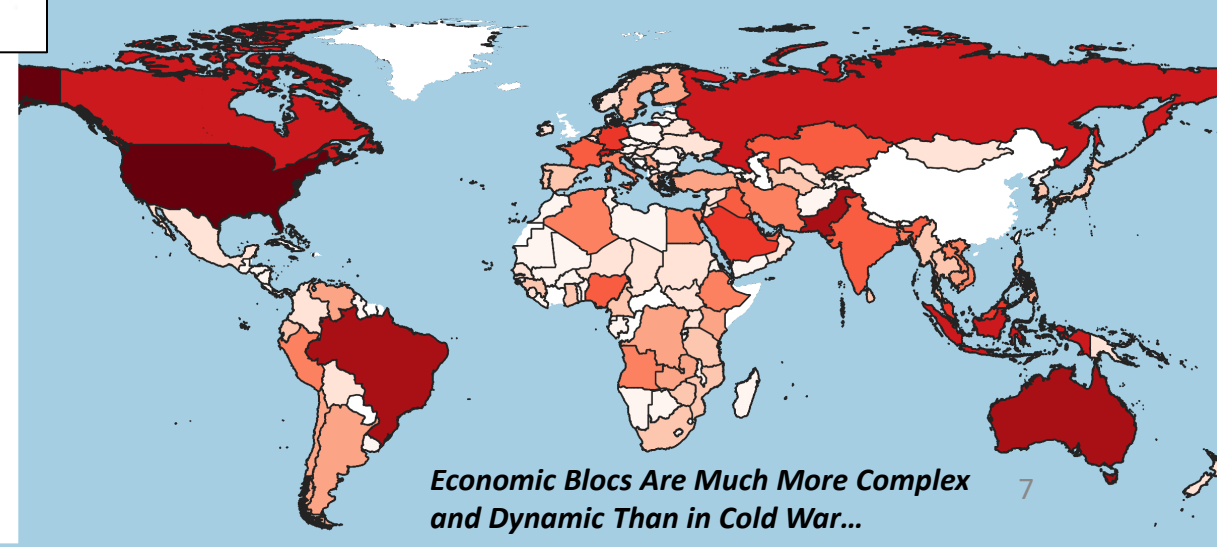 Economic Blocs Are Much More Complex
and Dynamic Than in Cold War…
7